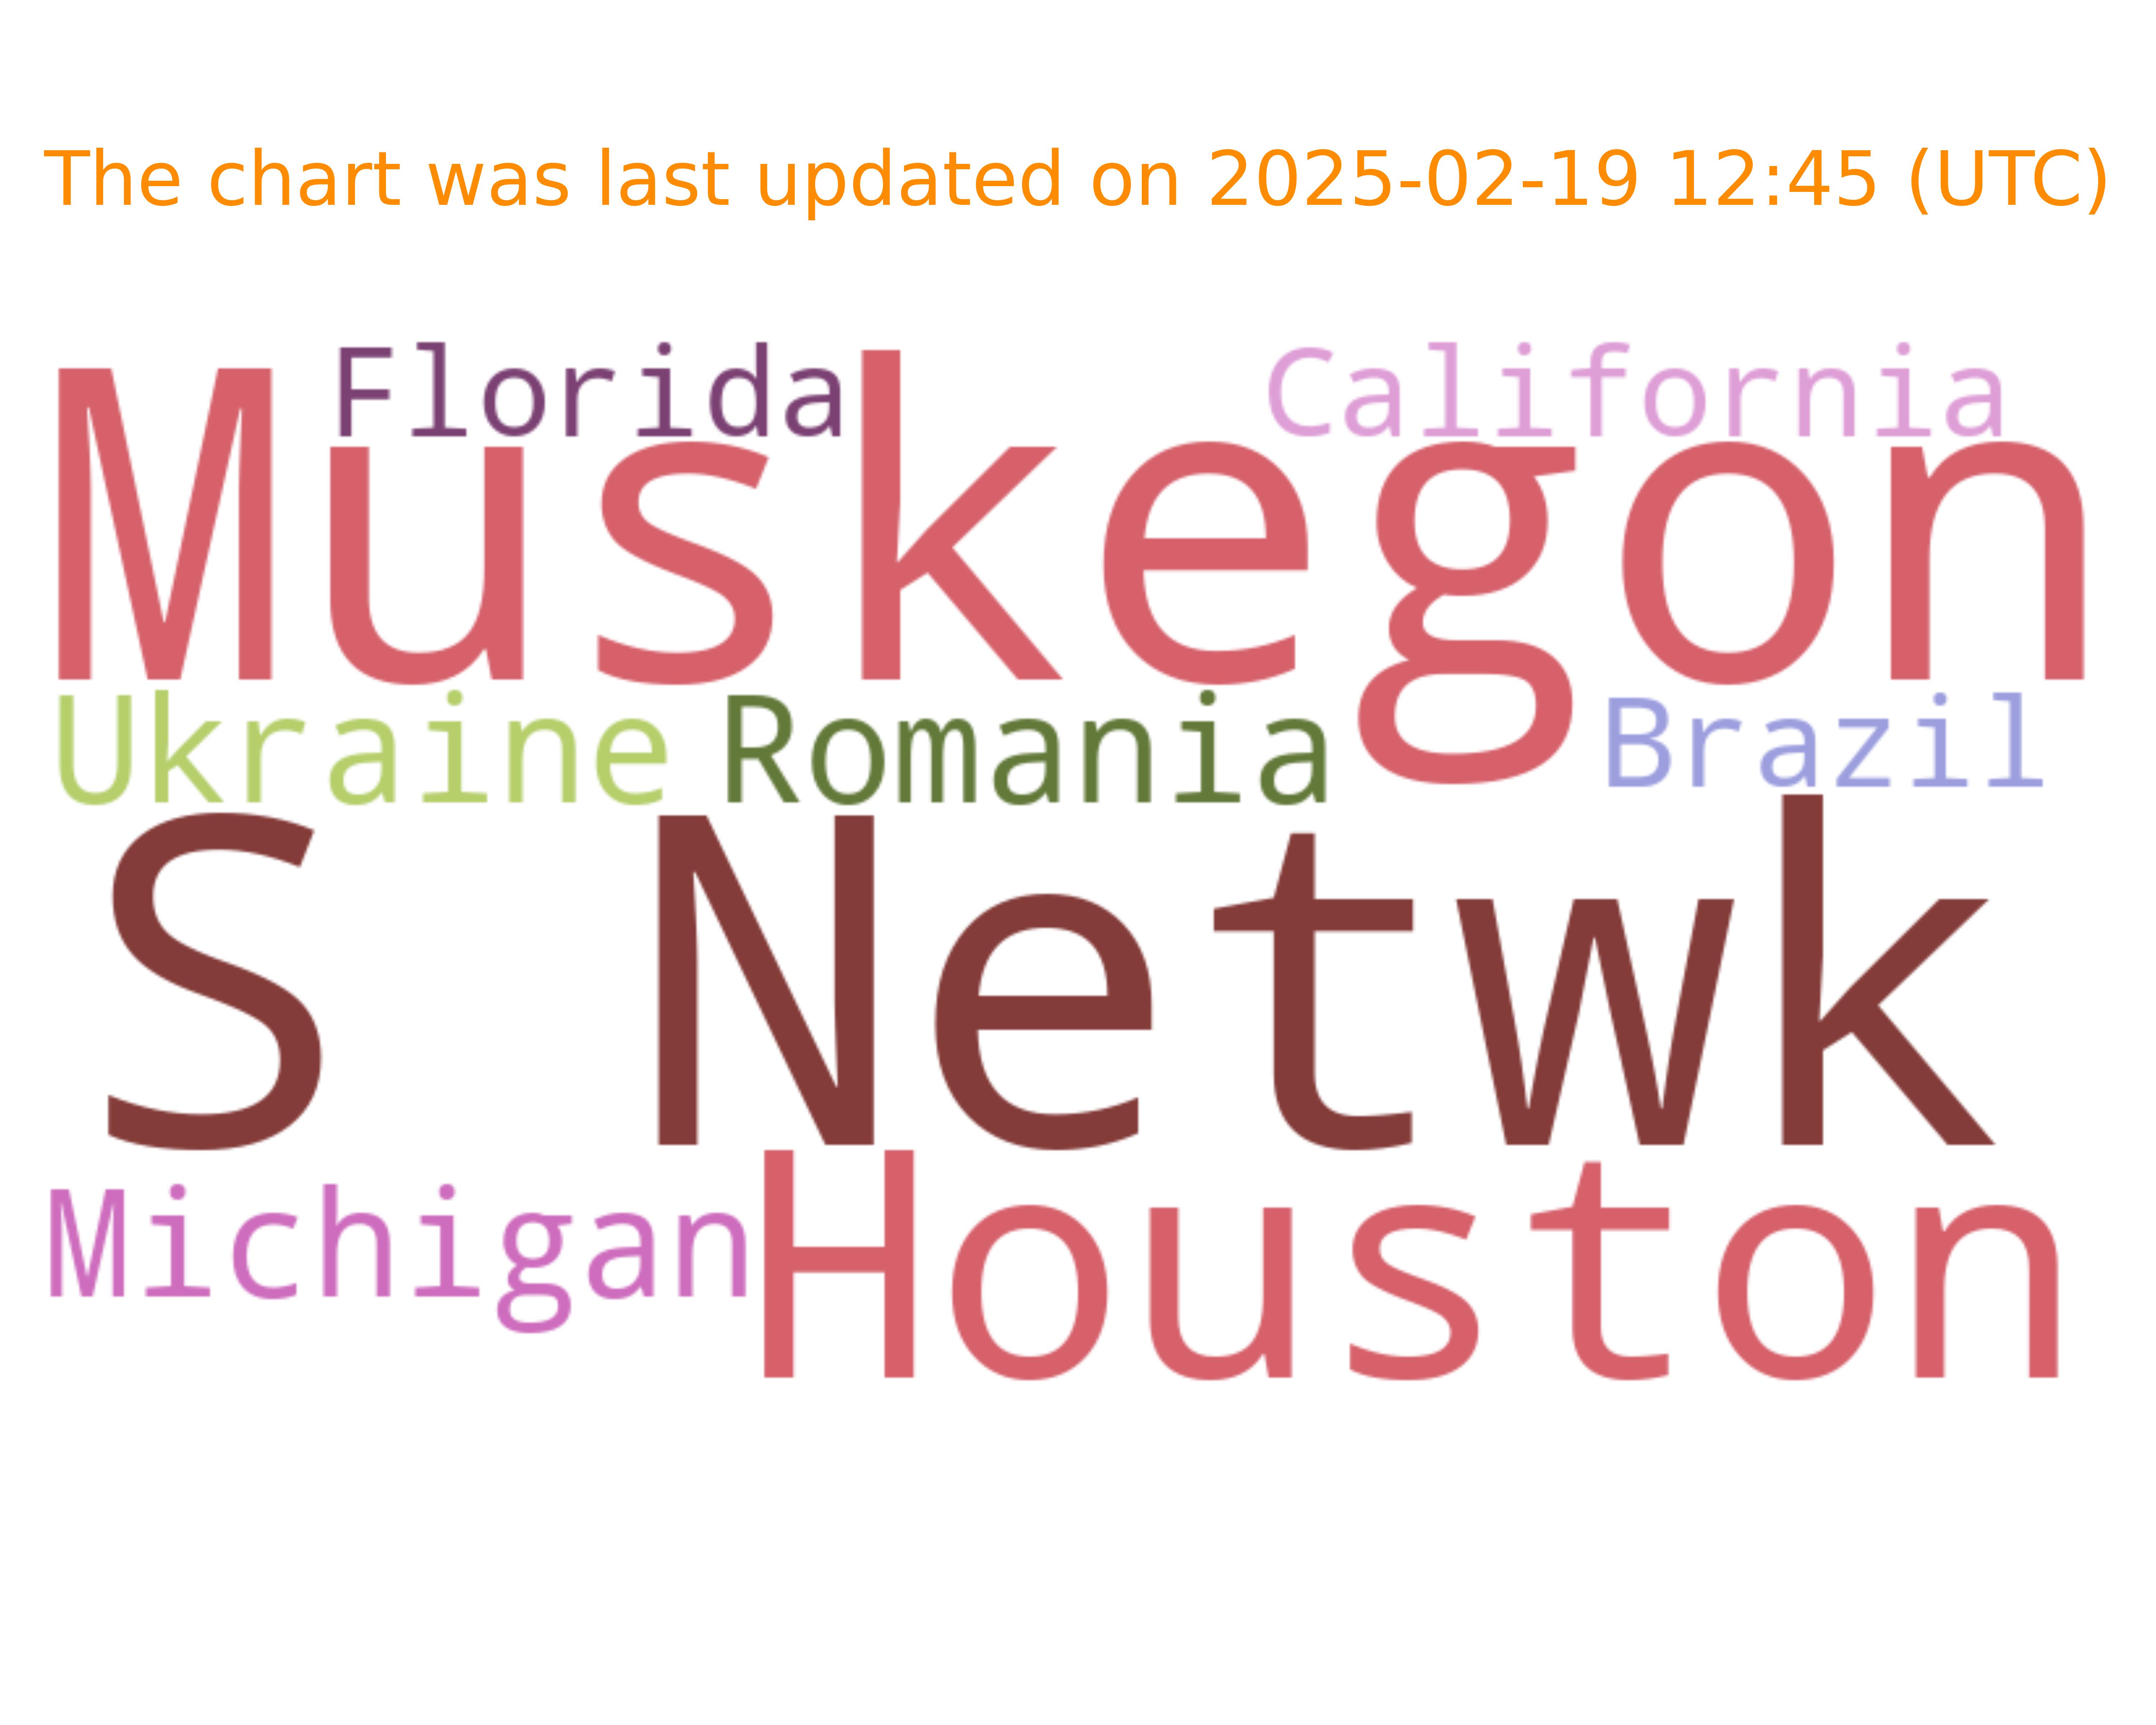 The chart was last updated on 2025-02-19 12:45 (UTC)
Florida California
Muskegon
Ukraine Romania Brazil
S Netwk
Michigan Houston